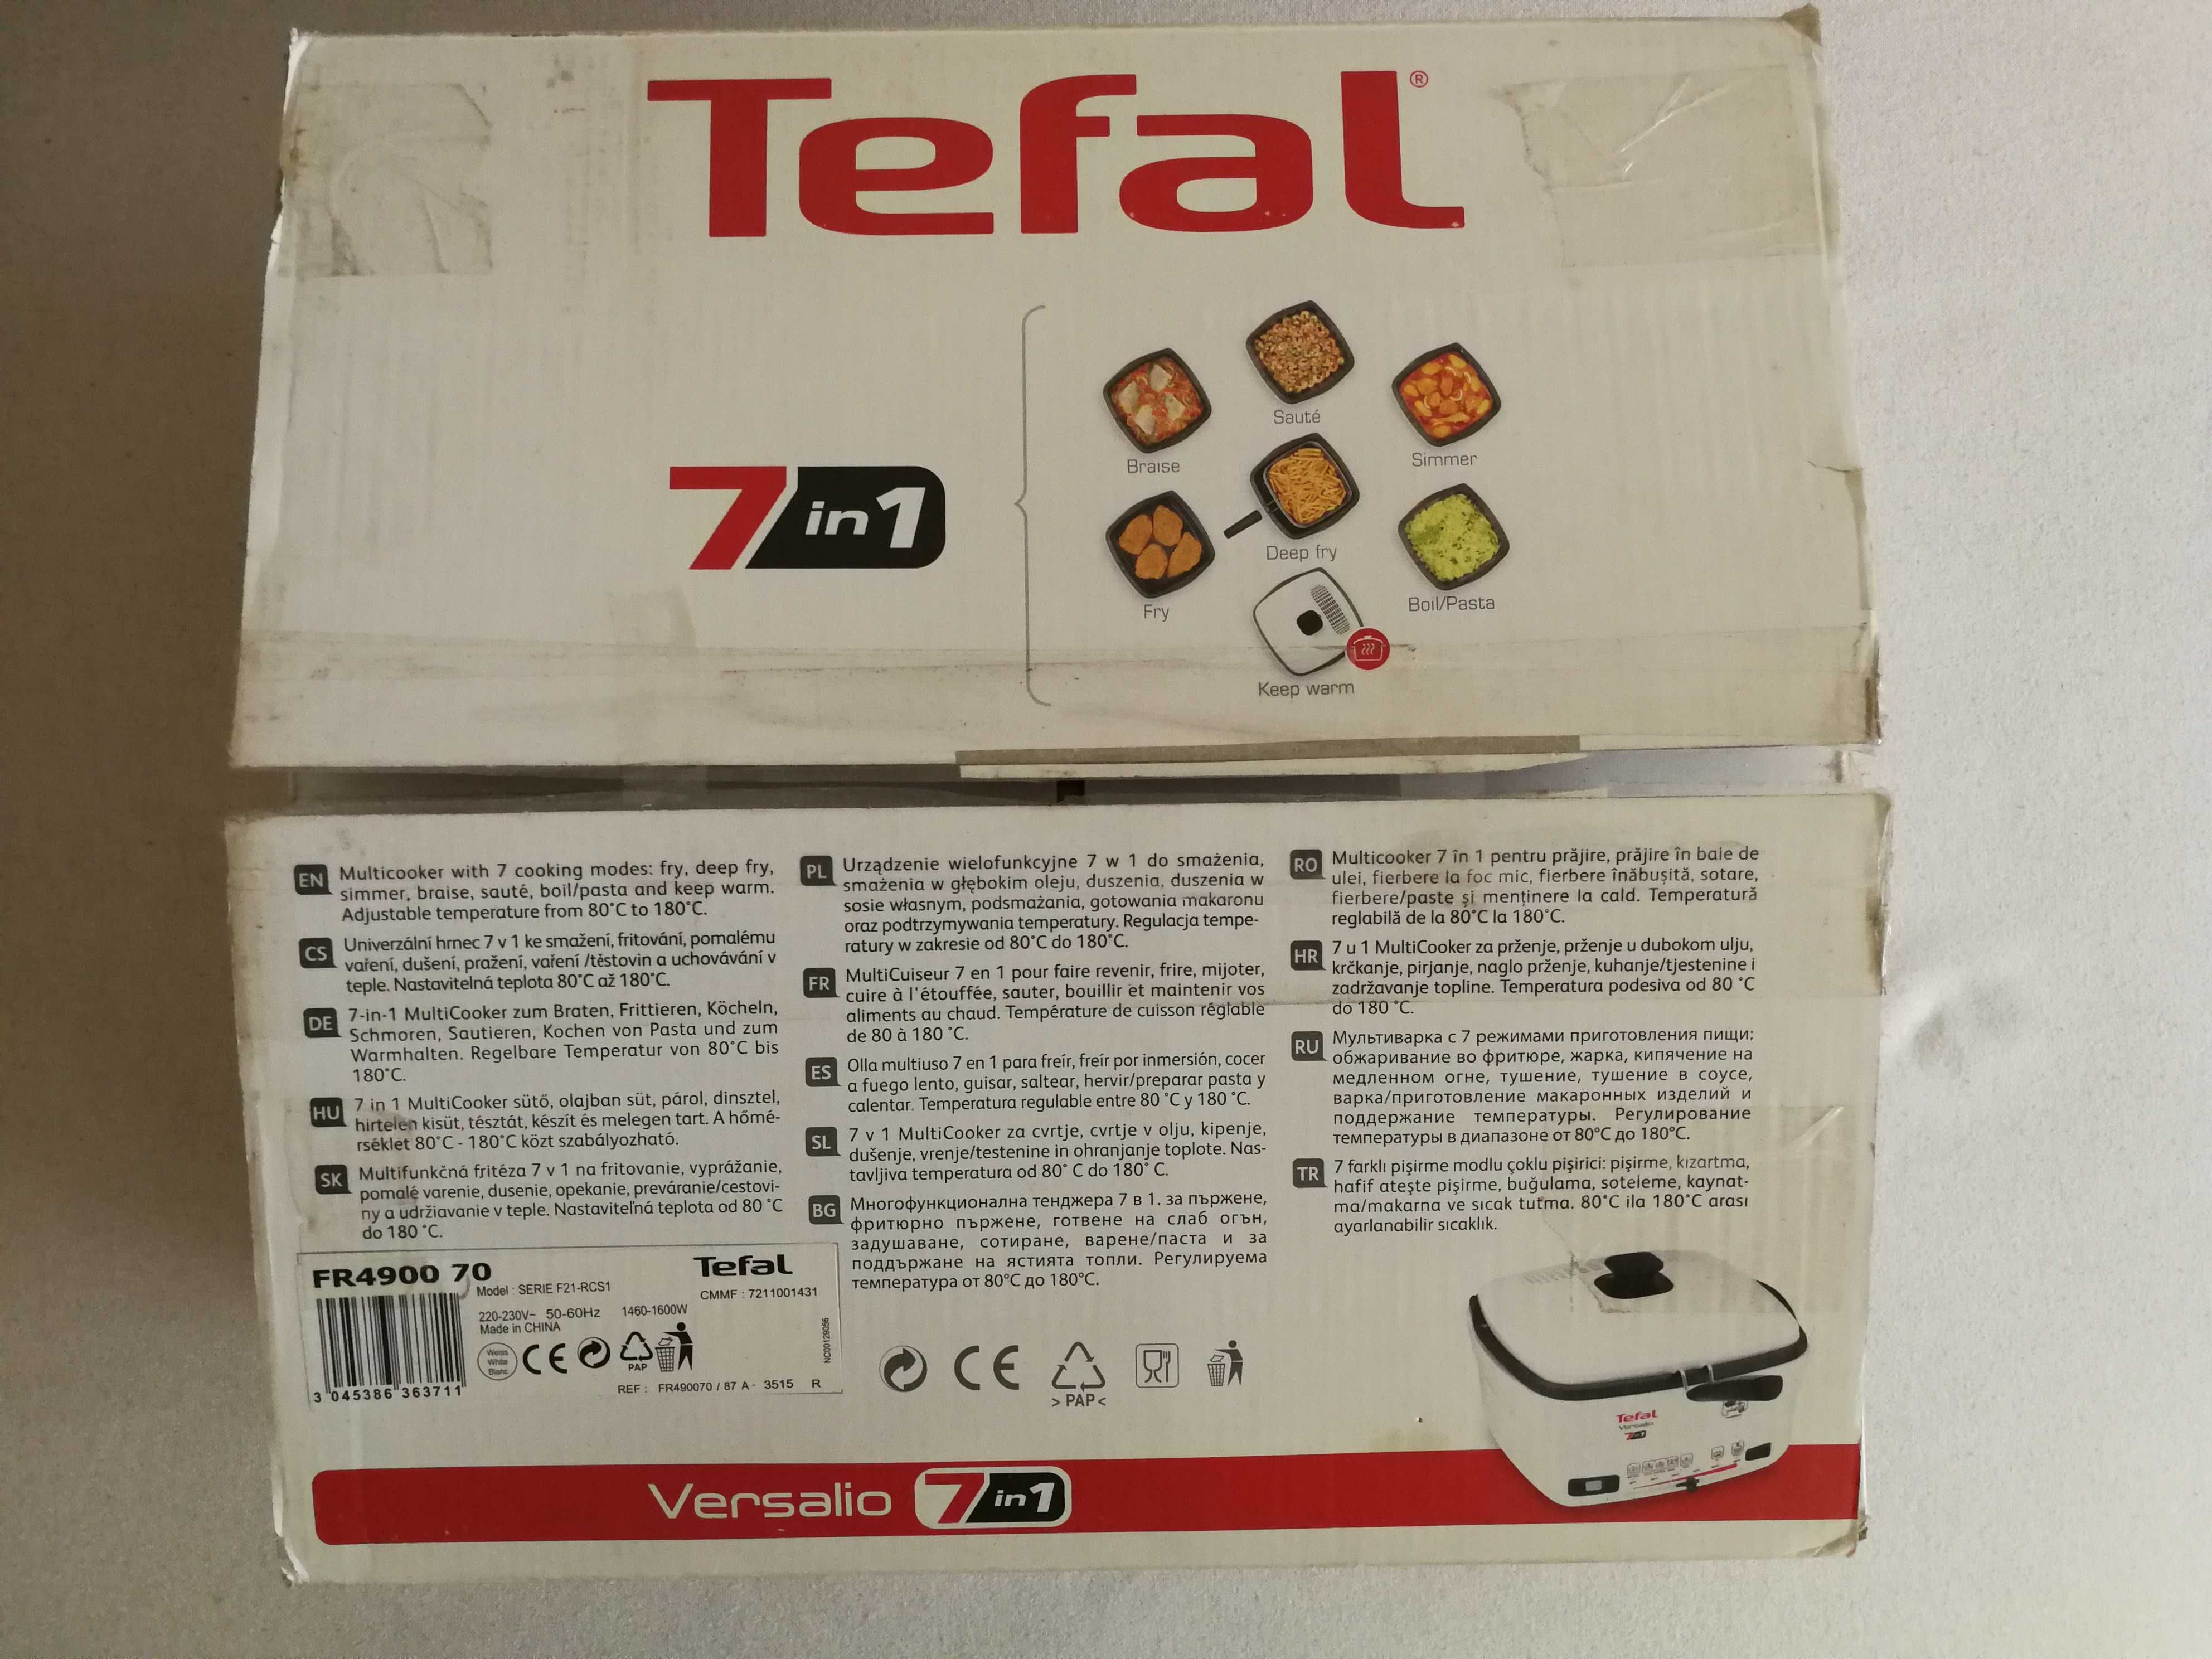 Tefal®
7 in 1
Sauté
Braise
Simmer
Deep fry
Fry
Boil/Pasta
Keep warm
EN Multicooker with 7 cooking modes: fry, deep fry,
simmer, braise, sauté, boil/pasta and keep warm.
Adjustable temperature from 80°C to 180°C.
CS Univerzální hrnec 7 v 1 ke smažení, fritování, pomalému
vaření, dušení, pražení, vaření /těstovin a uchovávání v
teple. Nastavitelná teplota 80°C až 180°C.
DE 7-in-1 MultiCooker zum Braten, Frittieren, Köcheln,
Schmoren, Sautieren, Kochen von Pasta und zum
Warmhalten. Regelbare Temperatur von 80°C bis
180°C.
HU 7 in 1 MultiCooker sütő, olajban süt, párol, dinsztel,
hirtelen kisüt, tésztát, készít és melegen tart. A hőmé-
rséklet 80°C - 180°C közt szabályozható.
SK Multifunkčná fritéza 7 v 1 na fritovanie, vyprážanie,
pomalé varenie, dusenie, opekanie, preváranie/cestovi-
ny a udržiavanie v teple. Nastaviteľná teplota od 80 °C
do 180 °C.
FR4900 70
Tefal
Model : SERIE F21-RCS1
CMMF : 7211001431
220-230V~ 50-60Hz 1460-1600W
Made in CHINA
Weiss
White
Blanc
CE
PAP
NC00129056
REF : FR490070 / 87 A - 3515 R
3 045386 363711
PL Urządzenie wielofunkcyjne 7 w 1 do smażenia,
smażenia w głębokim oleju, duszenia, duszenia w
sosie własnym, podsmażania, gotowania makaronu
oraz podtrzymywania temperatury. Regulacja tempe-
ratury w zakresie od 80°C do 180°C.
FR MultiCuiseur 7 en 1 pour faire revenir, frire, mijoter,
cuire à l'étouffée, sauter, bouillir et maintenir vos
aliments au chaud. Température de cuisson réglable
de 80 à 180 °C.
ES Olla multiuso 7 en 1 para freír, freír por inmersión, cocer
a fuego lento, guisar, saltear, hervir/preparar pasta y
calentar. Temperatura regulable entre 80 °C y 180 °C.
SL 7 v 1 MultiCooker za cvrtje, cvrtje v olju, kipenje,
dušenje, vrenje/testenine in ohranjanje toplote. Nas-
tavljiva temperatura od 80° C do 180° C.
BG Многофункционална тенджера 7 в 1. за пържене,
фритюрно пържене, готвене на слаб огън,
задушаване, сотиране, варене/паста и за
поддържане на ястията топли. Регулируема
температура от 80°C до 180°C.
CE
> PAP <
RO Multicooker 7 în 1 pentru prăjire, prăjire în baie de
ulei, fierbere la foc mic, fierbere înăbușită, sotare,
fierbere/paste și menținere la cald. Temperatură
reglabilă de la 80°C la 180°C.
HR 7 u 1 MultiCooker za prženje, prženje u dubokom ulju,
krčkanje, pirjanje, naglo prženje, kuhanje/tjestenine i
zadržavanje topline. Temperatura podesiva od 80 °C
do 180 °C.
RU Мультиварка с 7 режимами приготовления пищи:
обжаривание во фритюре, жарка, кипячение на
медленном огне, тушение, тушение в соусе,
варка/приготовление макаронных изделий и
поддержание температуры. Регулирование
температуры в диапазоне от 80°C до 180°C.
TR 7 farklı pişirme modlu çoklu pişirici: pişirme, kızartma,
hafif ateşte pişirme, buğulama, soteleme, kaynat-
ma/makarna ve sıcak tutma. 80°C ila 180°C arası
ayarlanabilir sıcaklık.
Tefal
Versalio
7 in 1
Versalio 7 in 1